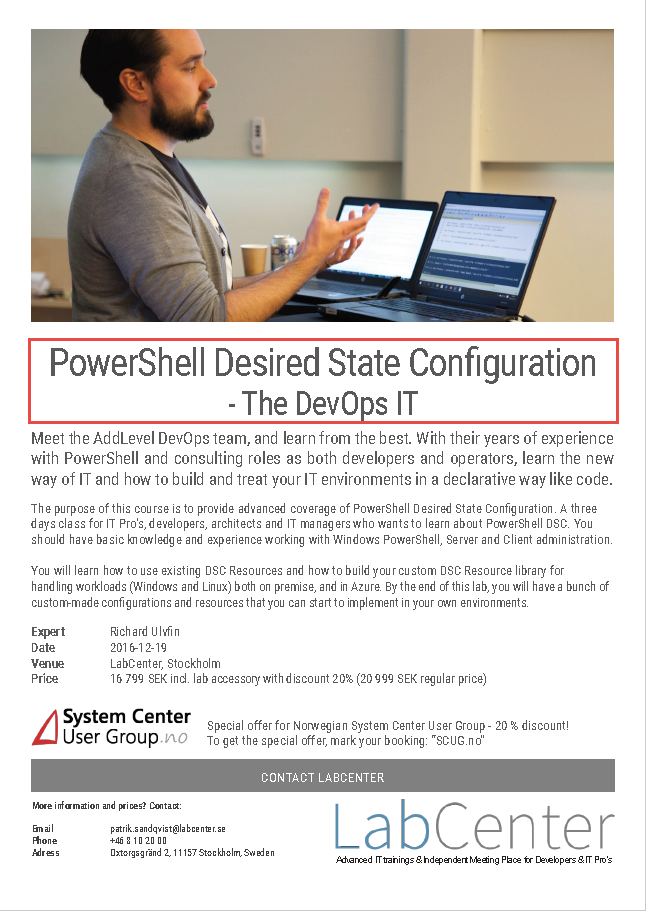 PowerShell Desired State Configuration
- The DevOps IT
Meet the AddLevel DevOps team, and learn from the best. With their years of experience
with PowerShell and consulting roles as both developers and operators, learn the new
way of IT and how to build and treat your IT environments in a declarative way like code.
The purpose of this course is to provide advanced coverage of PowerShell Desired State Configuration. A three
days class for IT Pro's, developers, architects and IT managers who wants to learn about PowerShell DSC. You
should have basic knowledge and experience working with Windows PowerShell, Server and Client administration.
You will learn how to use existing DSC Resources and how to build your custom DSC Resource library for
handling workloads (Windows and Linux) both on premise, and in Azure. By the end of this lab, you will have a bunch of
custom-made configurations and resources that you can start to implement in your own environments.
Expert Richard Ulvfin
Date 2016-12-19
Venue LabCenter, Stockholm
Price 16 799 SEK incl. lab accessory with discount 20% (20 999 SEK regular price)
System Center
User Group.no
Special offer for Norwegian System Center User Group - 20 % discount!
To get the special offer, mark your booking: "SCUG.no"
CONTACT LABCENTER
More information and prices? Contact:
Email patrik.sandqvist@labcenter.se
Phone +46 8 10 20 00
Adress Oxtorgsgränd 2, 11157 Stockholm, Sweden
LabCenter
Advanced IT trainings & Independent Meeting Place for Developers & IT Pro's